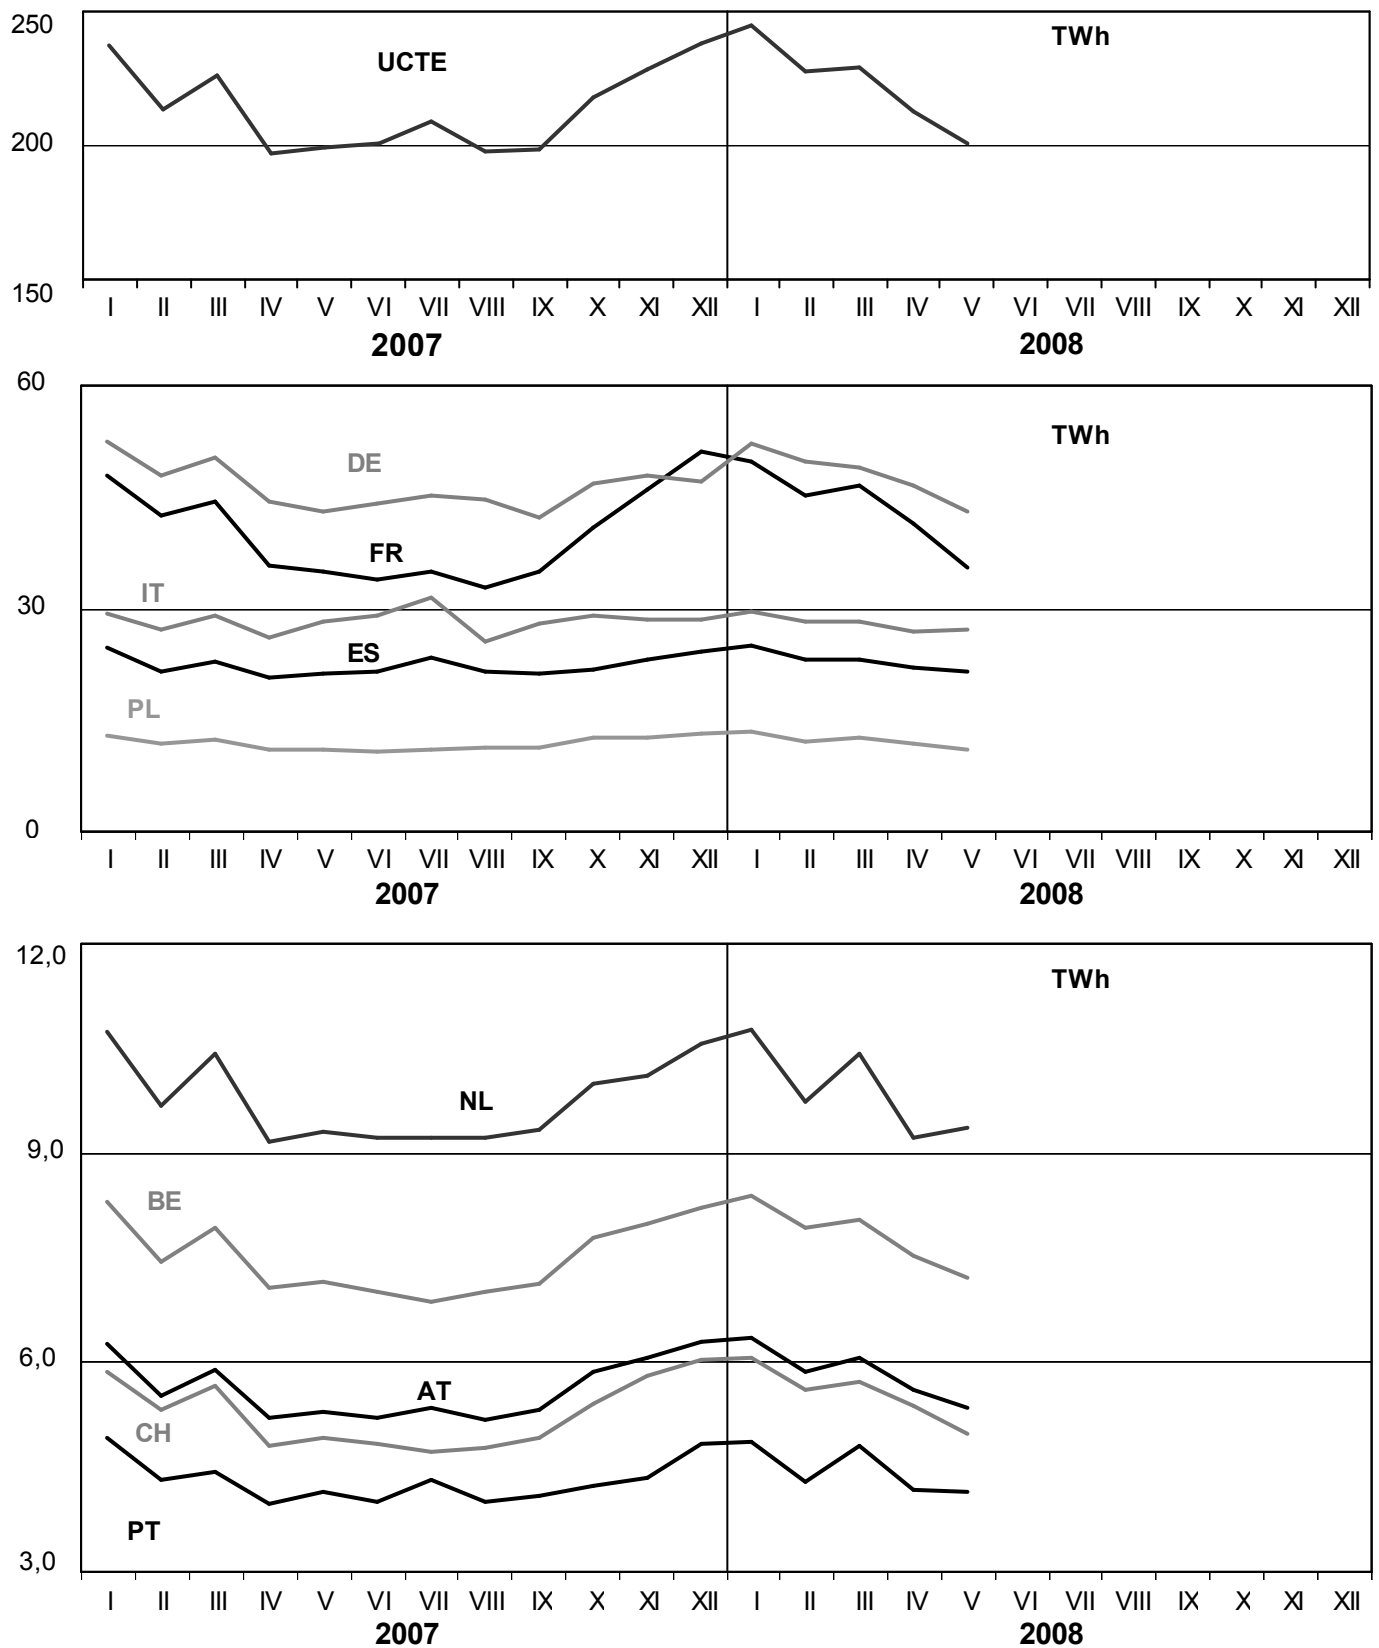 250
TWh
UCTE
200
150
I II III IV V VI VII VIII IX X XI XII I II III IV V VI VII VIII IX X XI XII
2007 2008
60
TWh
DE
FR
IT
30
ES
PL
0
I II III IV V VI VII VIII IX X XI XII I II III IV V VI VII VIII IX X XI XII
2007 2008
12,0
TWh
NL
9,0
BE
6,0
AT
CH
PT
3,0
I II III IV V VI VII VIII IX X XI XII I II III IV V VI VII VIII IX X XI XII
2007 2008